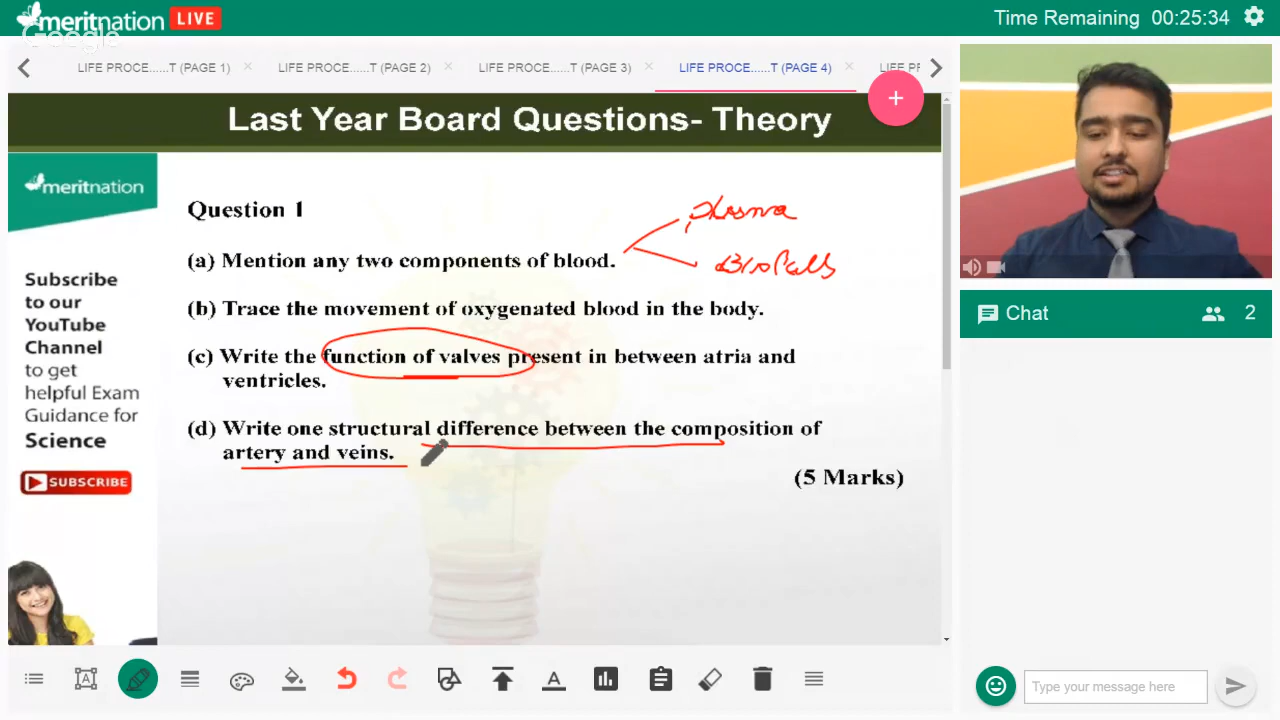 meritnation LIVE
Google
Time Remaining 00:25:34
LIFE PROCE......T (PAGE 1)
LIFE PROCE......T (PAGE 2)
LIFE PROCE......T (PAGE 3)
LIFE PROCE......T (PAGE 4)
LIFE PR
Last Year Board Questions- Theory
meritnation
Subscribe
to our
YouTube
Channel
to get
helpful Exam
Guidance for
Science
SUBSCRIBE
Question 1
plasma
(a) Mention any two components of blood.
(b) Trace the movement of oxygenated blood in the body.
(c) Write the function of valves present in between atria and
ventricles.
(d) Write one structural difference between the composition of
artery and veins.
(5 Marks)
Chat
2
Type your message here